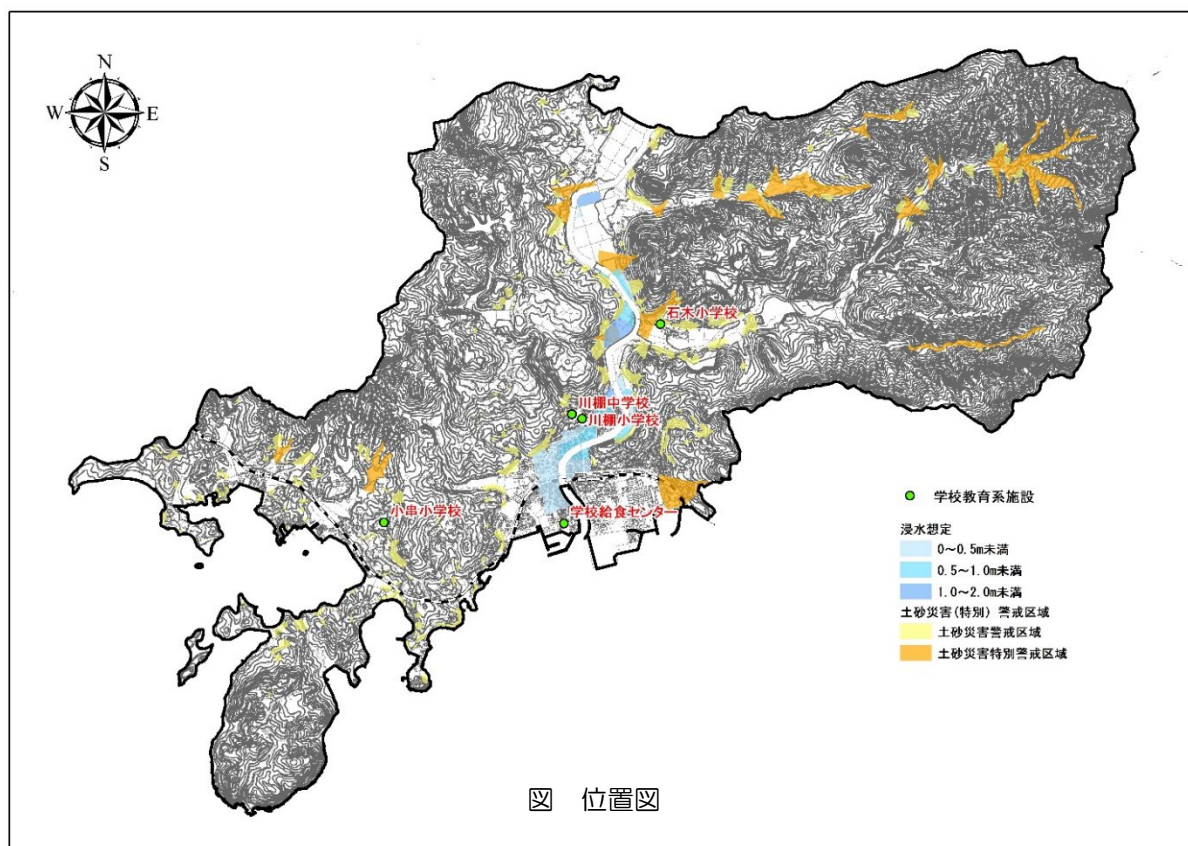 N
W E
S
石木小学校
川棚中学校
川棚小学校
小串小学校
学校給食センター
学校教育系施設
浸水想定
0～0.5m未満
0.5～1.0m未満
1.0～2.0m未満
土砂災害(特別) 警戒区域
土砂災害警戒区域
土砂災害特別警戒区域
図 位置図